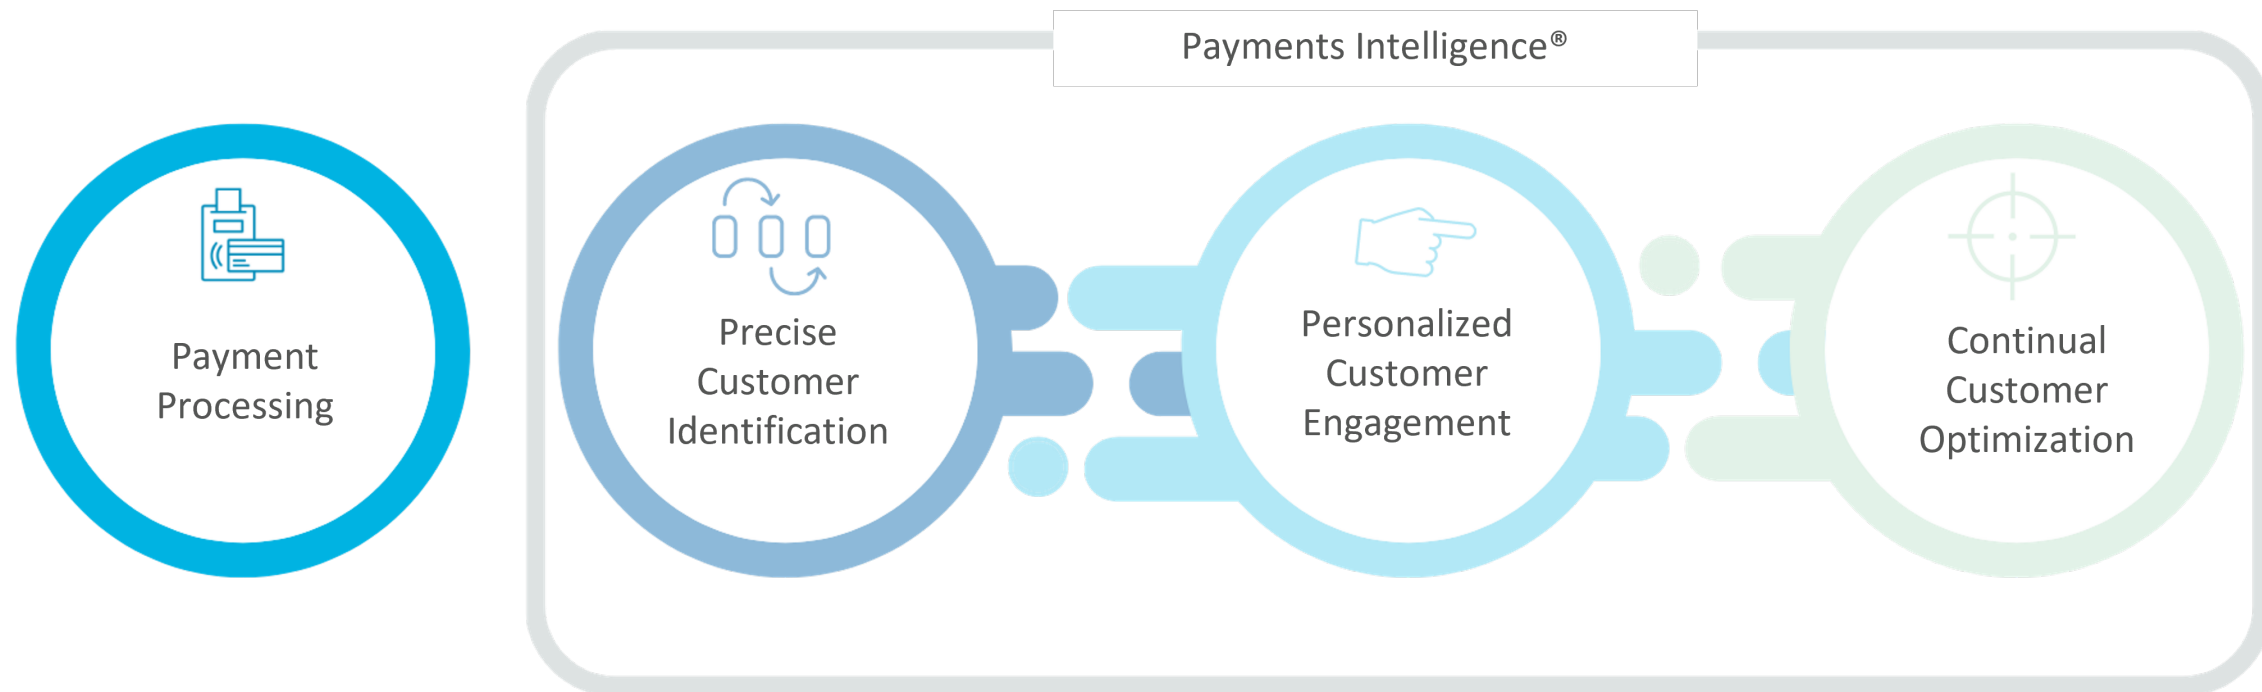 Payments Intelligence®
Payment
Processing
Precise
Customer
Identification
Personalized
Customer
Engagement
Continual
Customer
Optimization